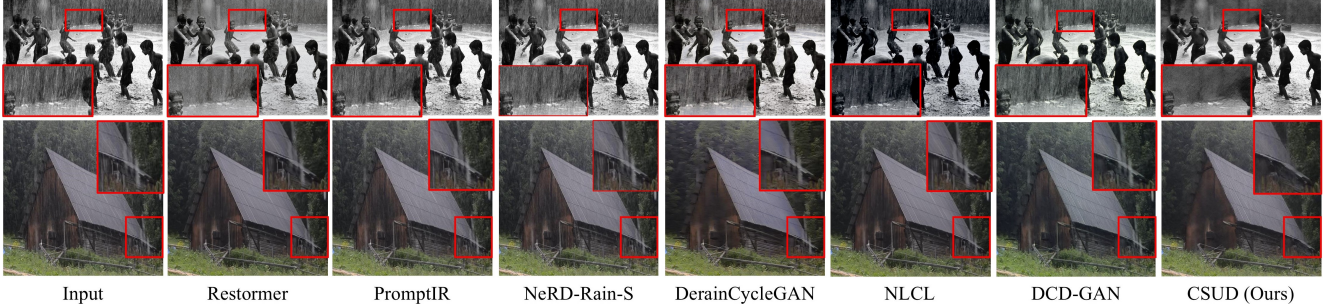 Input Restormer PromptIR NeRD-Rain-S DerainCycleGAN NLCL DCD-GAN CSUD (Ours)